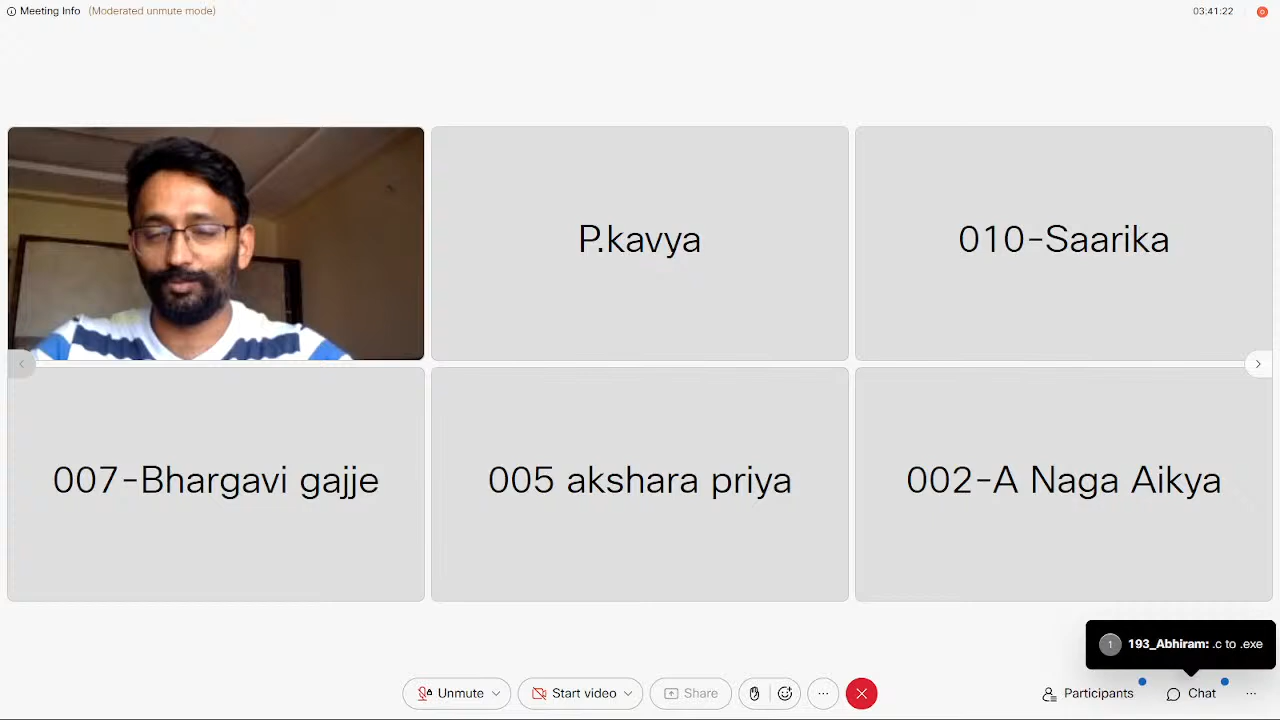 Meeting Info (Moderated unmute mode)
03:41:22
P.kavya
010-Saarika
007-Bhargavi gajje
005 akshara priya
002-A Naga Aikya
1 193_Abhiram: .c to .exe
Unmute
Start video
Share
Participants
Chat